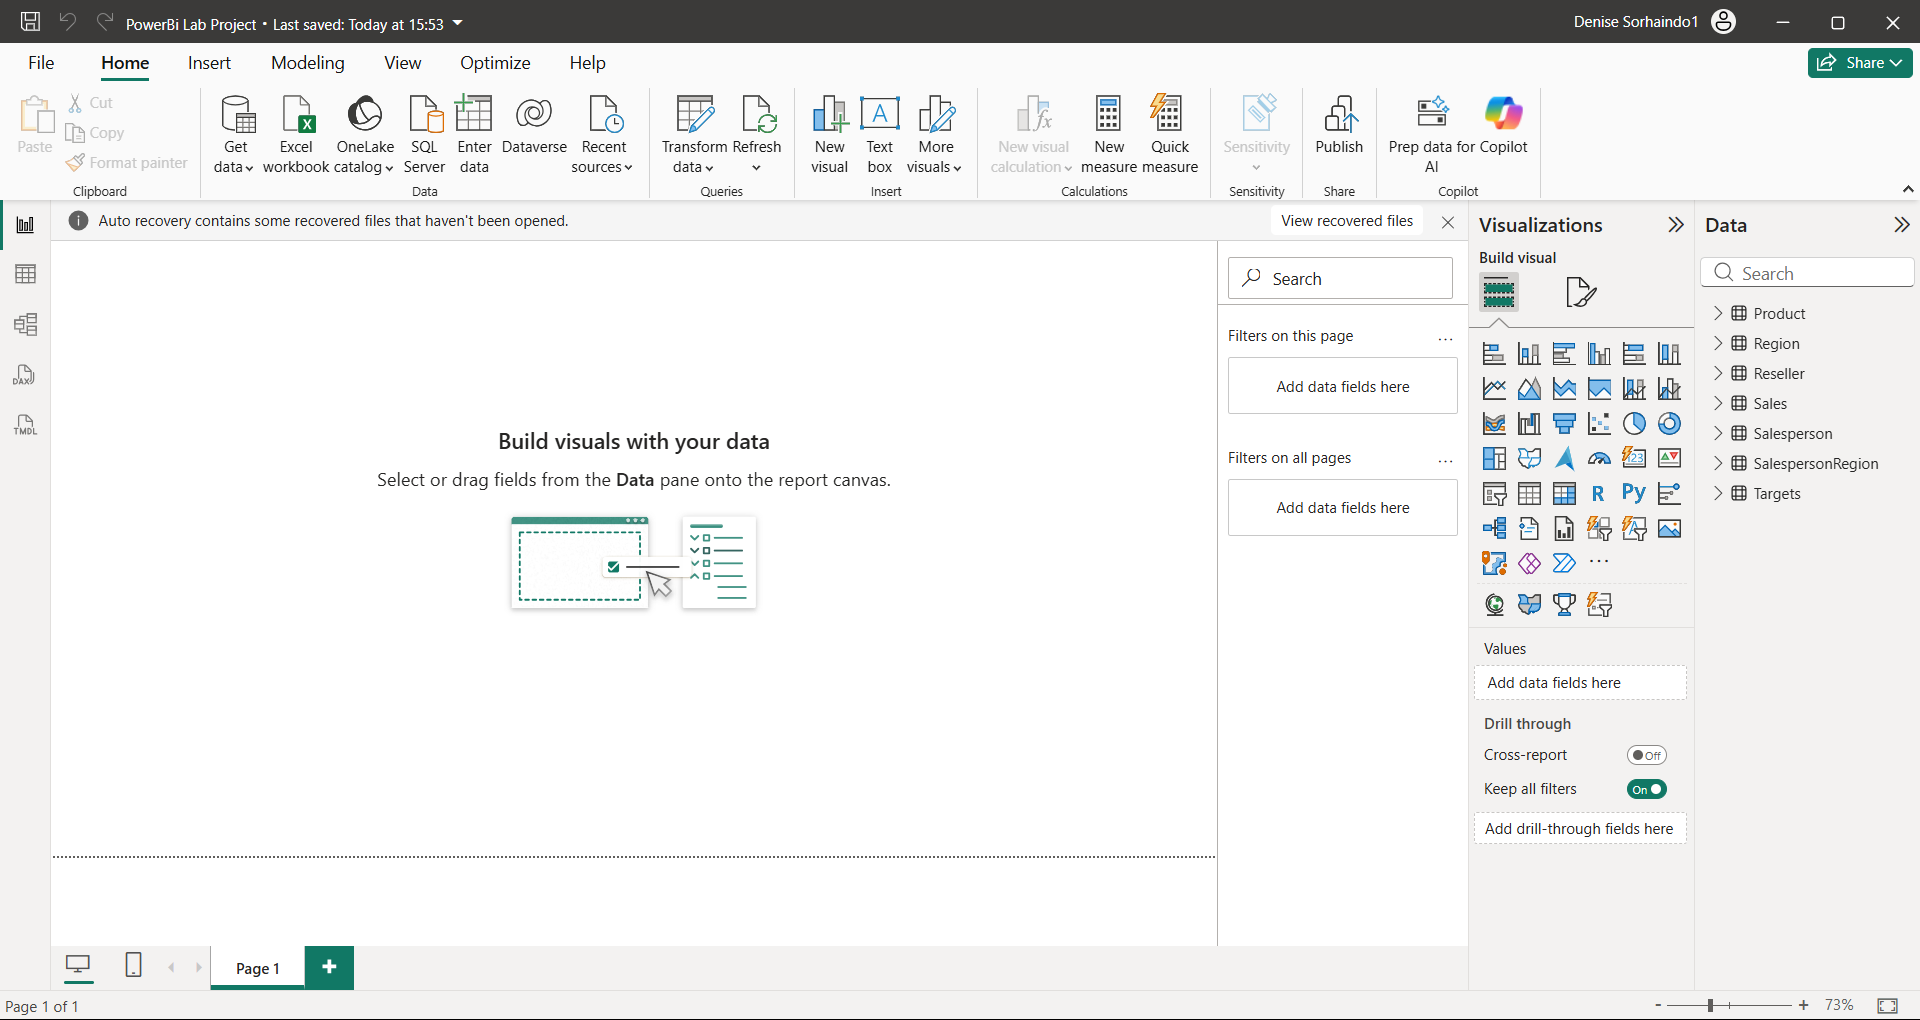 PowerBi Lab Project • Last saved: Today at 15:53
Denise Sorhaindo1
File Home Insert Modeling View Optimize Help
Share
Paste
Cut
Copy
Format painter
Clipboard
Get data
Excel workbook
OneLake catalog
SQL Server
Enter data
Dataverse
Recent sources
Data
Transform data
Refresh
Queries
New visual
Text box
More visuals
Insert
New visual calculation
New measure
Quick measure
Calculations
Sensitivity
Sensitivity
Publish
Share
Prep data for AI
Copilot
Copilot
Auto recovery contains some recovered files that haven't been opened.
View recovered files
DAX
TMDL
Build visuals with your data
Select or drag fields from the Data pane onto the report canvas.
Search
Filters on this page
...
Add data fields here
Filters on all pages
...
Add data fields here
Visualizations
Build visual
123
R
Py
...
Values
Add data fields here
Drill through
Cross-report
Off
Keep all filters
On
Add drill-through fields here
Data
Search
Product
Region
Reseller
Sales
Salesperson
SalespersonRegion
Targets
Page 1
+
Page 1 of 1
- + 73%